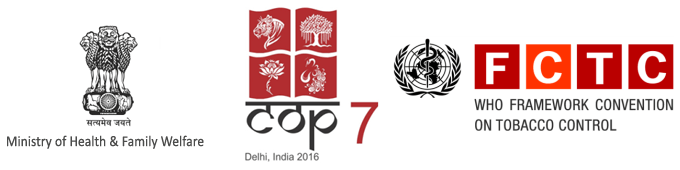 सत्यमेव जयते
Ministry of Health & Family Welfare
cop 7
Delhi, India 2016
FCTC
WHO FRAMEWORK CONVENTION
ON TOBACCO CONTROL